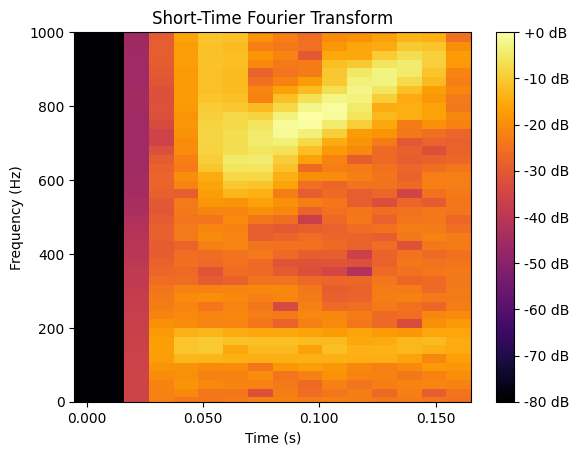 Short-Time Fourier Transform
Frequency (Hz)
1000
800
600
400
200
0
0.000
0.050
0.100
0.150
Time (s)
+0 dB
-10 dB
-20 dB
-30 dB
-40 dB
-50 dB
-60 dB
-70 dB
-80 dB